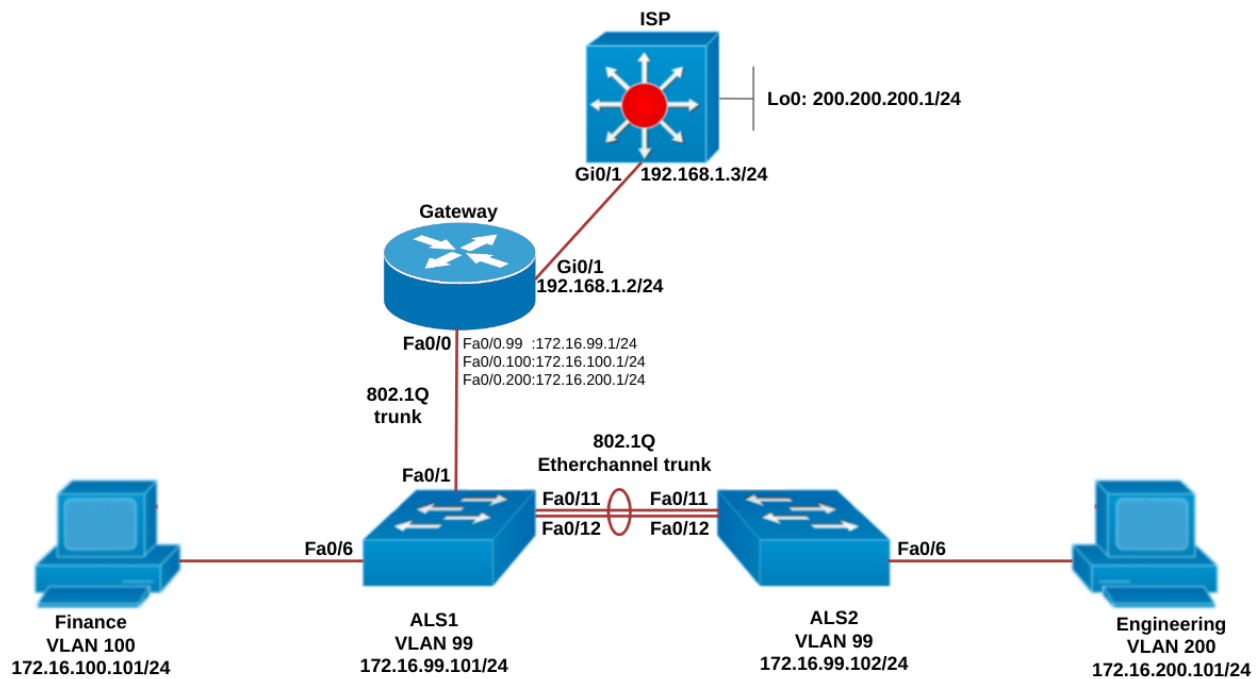 ISP
Lo0: 200.200.200.1/24
Gi0/1 192.168.1.3/24
Gateway
Gi0/1
192.168.1.2/24
Fa0/0
Fa0/0.99 :172.16.99.1/24
Fa0/0.100:172.16.100.1/24
Fa0/0.200:172.16.200.1/24
802.1Q
trunk
802.1Q
Etherchannel trunk
Fa0/1
Fa0/11 Fa0/11
Fa0/12 Fa0/12
Fa0/6
Fa0/6
Finance
VLAN 100
172.16.100.101/24
ALS1
VLAN 99
172.16.99.101/24
ALS2
VLAN 99
172.16.99.102/24
Engineering
VLAN 200
172.16.200.101/24